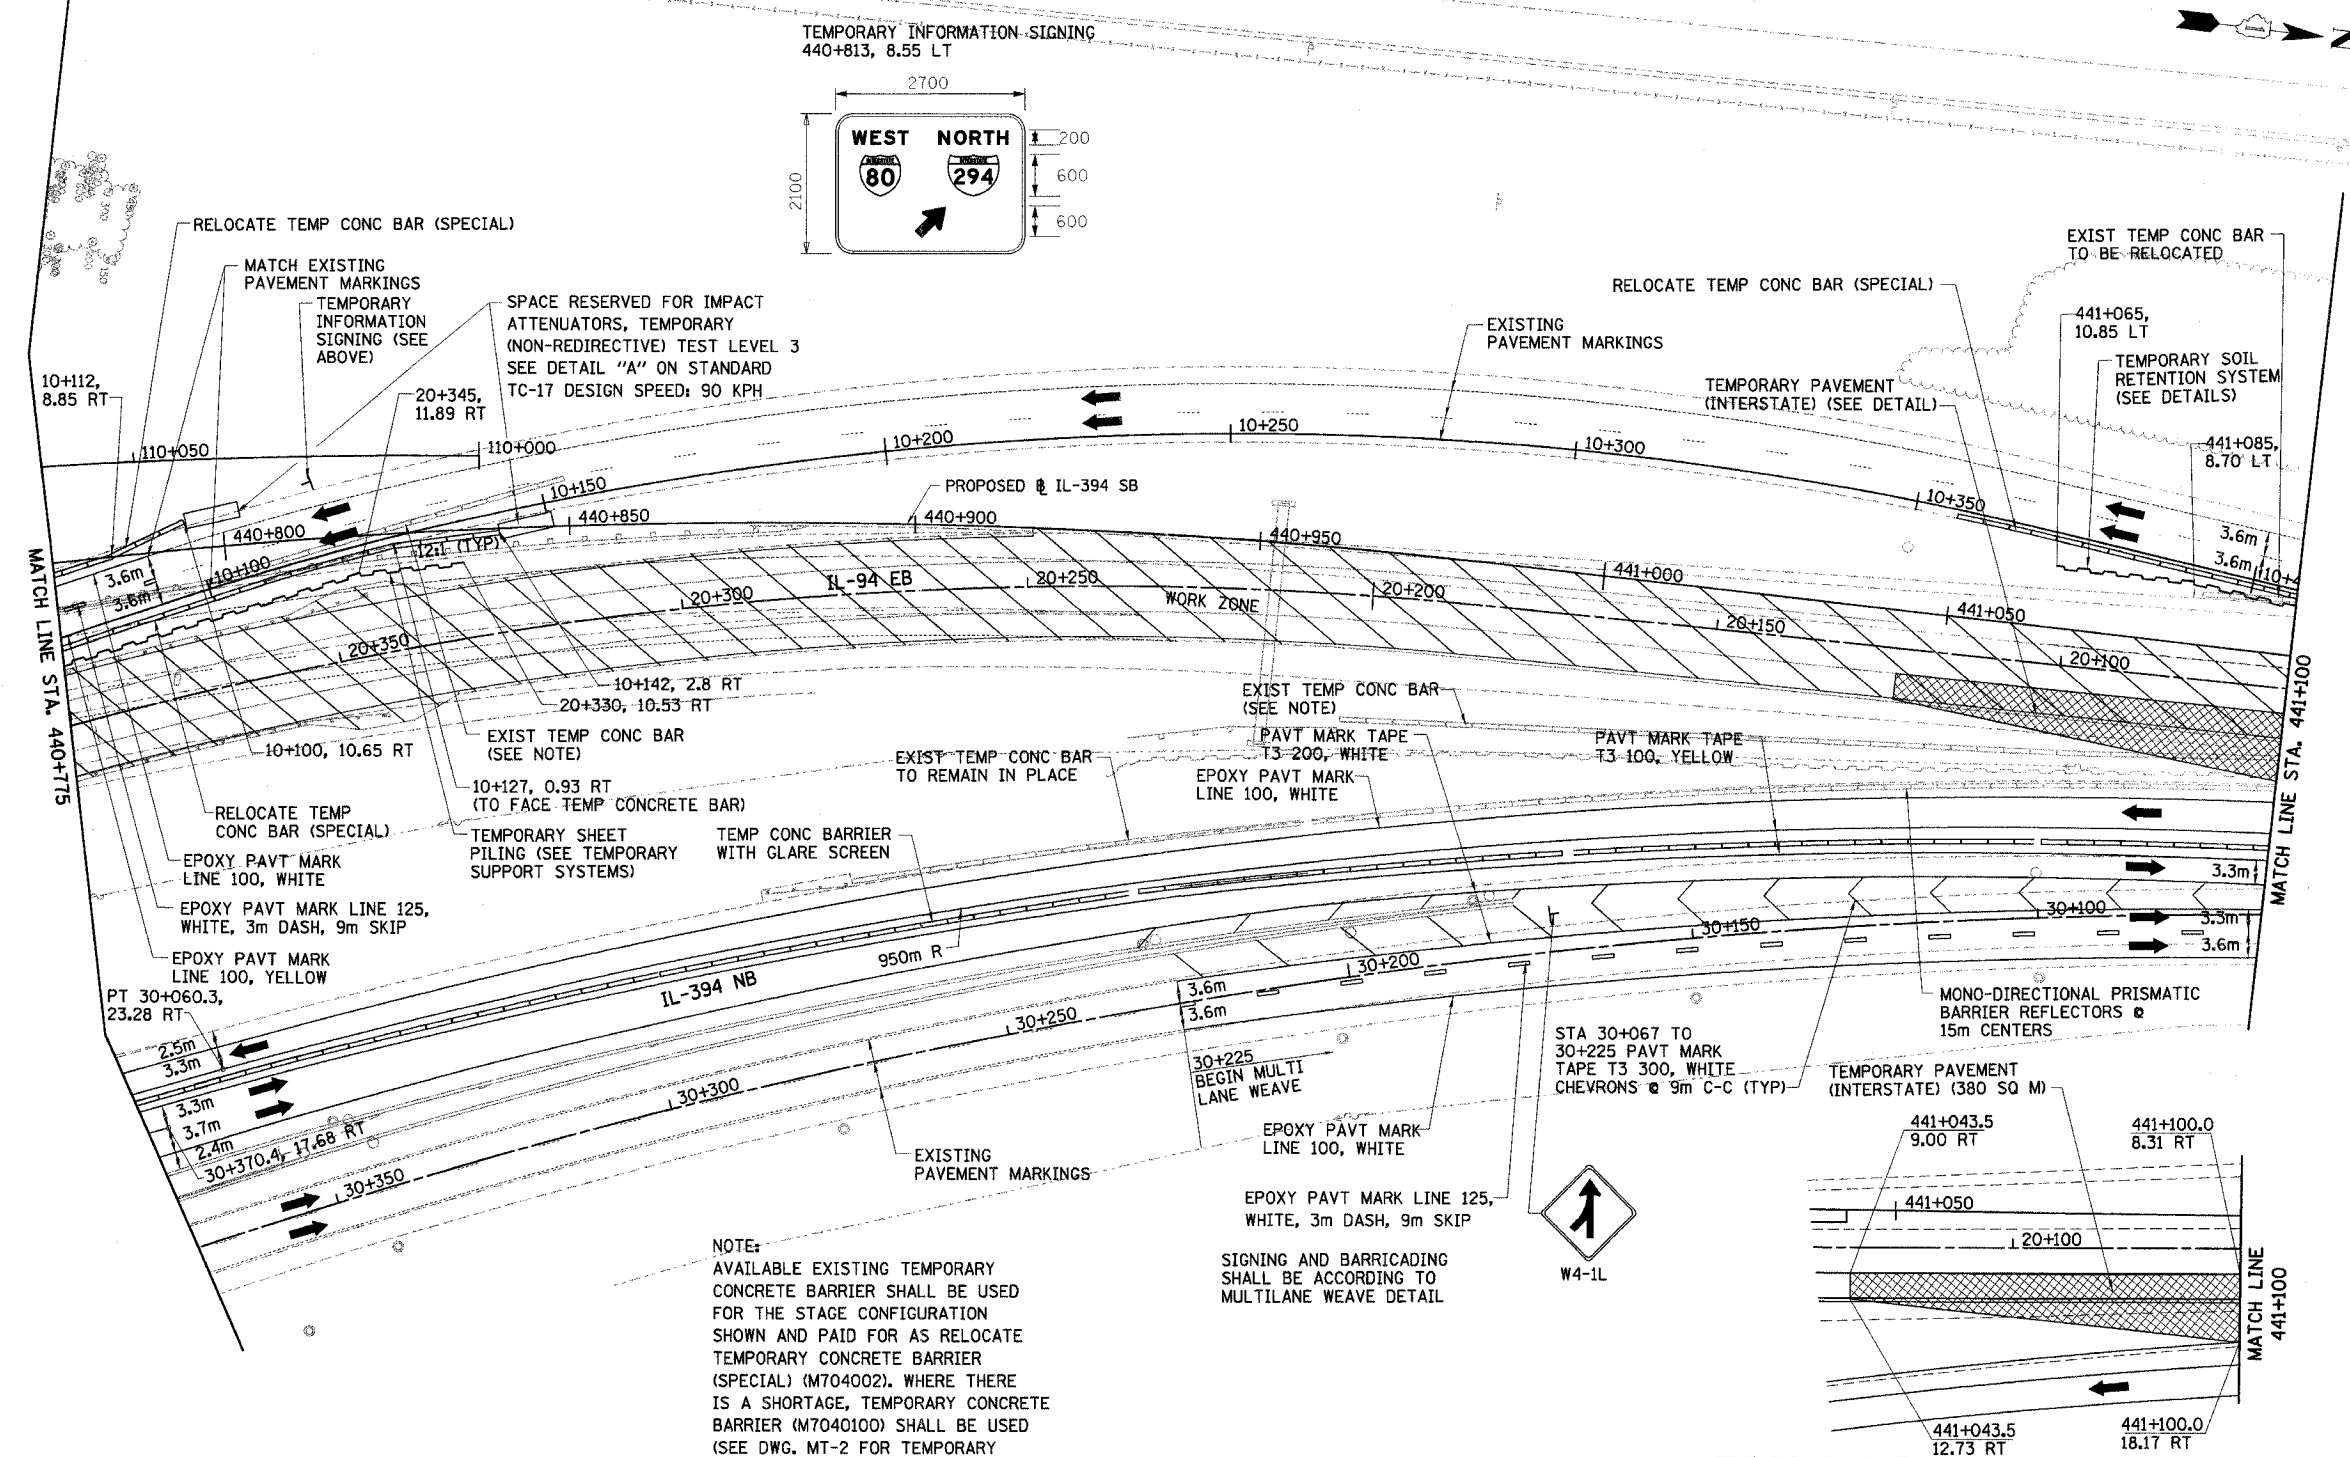 TEMPORARY INFORMATION SIGNING
440+813, 8.55 LT
2700
2100
WEST NORTH
80
294
200
600
600
Z
RELOCATE TEMP CONC BAR (SPECIAL)
MATCH EXISTING
PAVEMENT MARKINGS
TEMPORARY
INFORMATION
SIGNING (SEE
ABOVE)
SPACE RESERVED FOR IMPACT
ATTENUATORS, TEMPORARY
(NON-REDIRECTIVE) TEST LEVEL 3
SEE DETAIL "A" ON STANDARD
TC-17 DESIGN SPEED: 90 KPH
10+112,
8.85 RT
20+345,
11.89 RT
EXISTING
PAVEMENT MARKINGS
RELOCATE TEMP CONC BAR (SPECIAL)
EXIST TEMP CONC BAR
TO BE RELOCATED
441+065,
10.85 LT
TEMPORARY SOIL
RETENTION SYSTEM
(SEE DETAILS)
TEMPORARY PAVEMENT
(INTERSTATE) (SEE DETAIL)
441+085,
8.70 LT
110+050
110+000
10+100
10+150
10+200
10+250
10+300
10+350
440+800
440+850
440+900
440+950
441+000
441+050
PROPOSED ℄ IL-394 SB
12:1 (TYP)
3.6m
3.6m
3.6m
3.6m
IL-94 EB
WORK ZONE
20+350
20+300
20+250
20+200
20+150
20+100
MATCH LINE STA. 440+775
MATCH LINE STA. 441+100
10+142, 2.8 RT
20+330, 10.53 RT
10+100, 10.65 RT
EXIST TEMP CONC BAR
(SEE NOTE)
10+127, 0.93 RT
(TO FACE TEMP CONCRETE BAR)
RELOCATE TEMP
CONC BAR (SPECIAL)
TEMPORARY SHEET
PILING (SEE TEMPORARY
SUPPORT SYSTEMS)
TEMP CONC BARRIER
WITH GLARE SCREEN
EXIST TEMP CONC BAR
TO REMAIN IN PLACE
EXIST TEMP CONC BAR
(SEE NOTE)
PAVT MARK TAPE
T3 200, WHITE
EPOXY PAVT MARK
LINE 100, WHITE
PAVT MARK TAPE
T3 100, YELLOW
EPOXY PAVT MARK
LINE 100, WHITE
EPOXY PAVT MARK LINE 125,
WHITE, 3m DASH, 9m SKIP
EPOXY PAVT MARK
LINE 100, YELLOW
PT 30+060.3,
23.28 RT
2.5m
3.3m
3.3m
3.7m
2.4m
30+370.4, 17.68 RT
IL-394 NB
950m R
30+350
30+300
30+250
30+200
30+150
30+100
3.6m
3.6m
3.3m
3.3m
3.6m
30+225
BEGIN MULTI
LANE WEAVE
EXISTING
PAVEMENT MARKINGS
EPOXY PAVT MARK
LINE 100, WHITE
EPOXY PAVT MARK LINE 125,
WHITE, 3m DASH, 9m SKIP
SIGNING AND BARRICADING
SHALL BE ACCORDING TO
MULTILANE WEAVE DETAIL
W4-1L
STA 30+067 TO
30+225 PAVT MARK
TAPE T3 300, WHITE
CHEVRONS @ 9m C-C (TYP)
MONO-DIRECTIONAL PRISMATIC
BARRIER REFLECTORS @
15m CENTERS
TEMPORARY PAVEMENT
(INTERSTATE) (380 SQ M)
441+043.5
9.00 RT
441+100.0
8.31 RT
441+050
20+100
MATCH LINE
441+100
441+043.5
12.73 RT
441+100.0
18.17 RT
NOTE:
AVAILABLE EXISTING TEMPORARY
CONCRETE BARRIER SHALL BE USED
FOR THE STAGE CONFIGURATION
SHOWN AND PAID FOR AS RELOCATE
TEMPORARY CONCRETE BARRIER
(SPECIAL) (M704002). WHERE THERE
IS A SHORTAGE, TEMPORARY CONCRETE
BARRIER (M7040100) SHALL BE USED
(SEE DWG. MT-2 FOR TEMPORARY